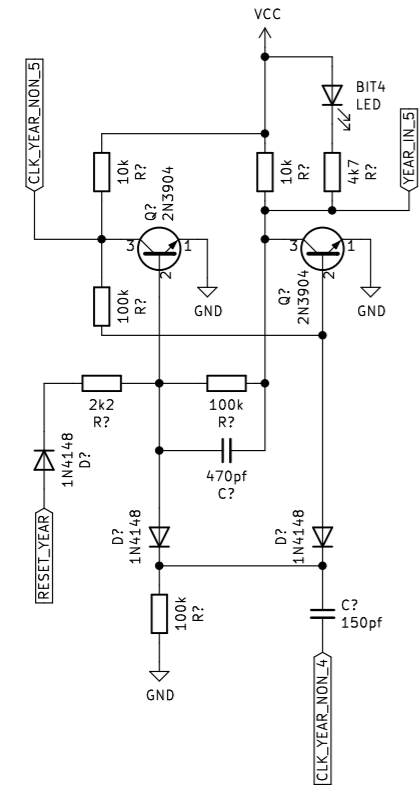 VCC
CLK_YEAR_NON_5
BIT4
LED
YEAR_IN_5
10k
R?
Q?
2N3904
10k
R?
4k7
R?
3
1
2
3
1
2
100k
R?
GND
Q?
2N3904
GND
2k2
R?
100k
R?
1N4148
D?
470pf
C?
RESET_YEAR
D?
1N4148
D?
1N4148
100k
R?
C?
150pf
GND
CLK_YEAR_NON_4